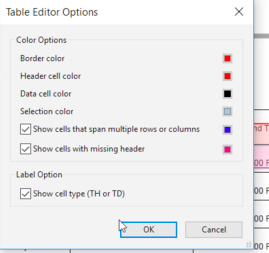 Table Editor Options
Color Options
Border color
Header cell color
Data cell color
Selection color
Show cells that span multiple rows or columns
Show cells with missing header
Label Option
Show cell type (TH or TD)
OK
Cancel